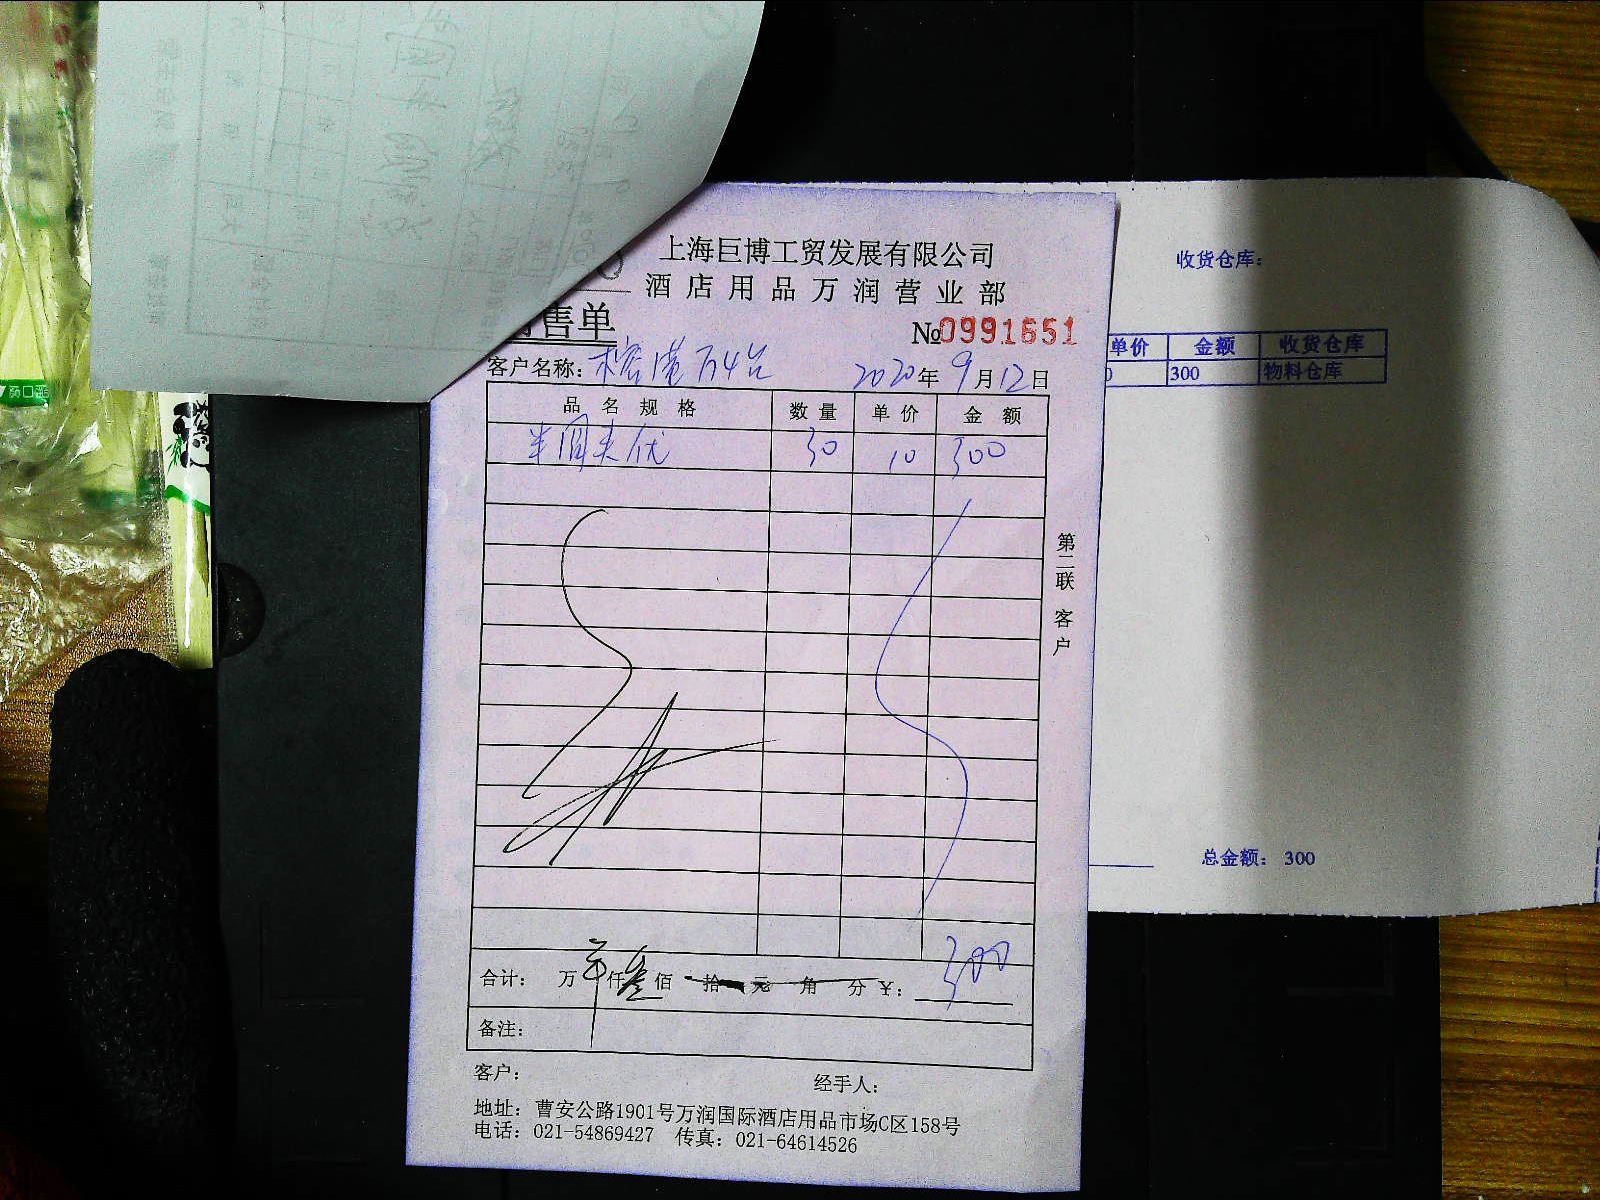 上海巨博工贸发展有限公司
酒店用品万润营业部
售单
№0991651
客户名称:
2020年9月12日
品名规格 数量 单价 金额
30 10 300
第二联 客户
合计: 万 仟叁佰 拾 元 角 分 ¥: 300
备注:
客户: 经手人:
地址: 曹安公路1901号万润国际酒店用品市场C区158号
电话: 021-54869427 传真: 021-64614526
收货仓库:
单价 金额 收货仓库
300 物料仓库
总金额: 300